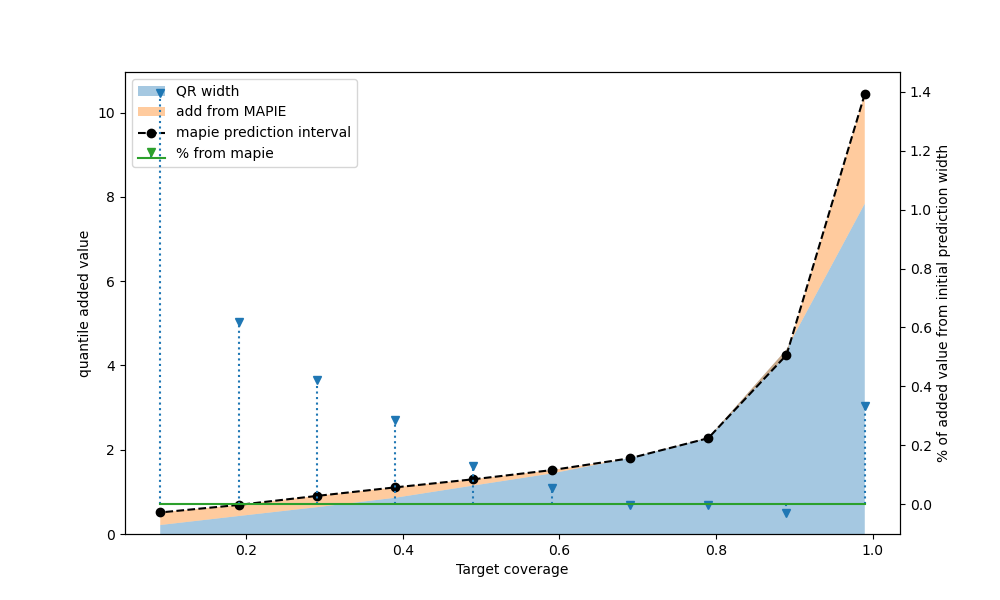 QR width
add from MAPIE
mapie prediction interval
% from mapie
10
8
6
4
2
0
quantile added value
1.4
1.2
1.0
0.8
0.6
0.4
0.2
0.0
% of added value from initial prediction width
0.2 0.4 0.6 0.8 1.0
Target coverage